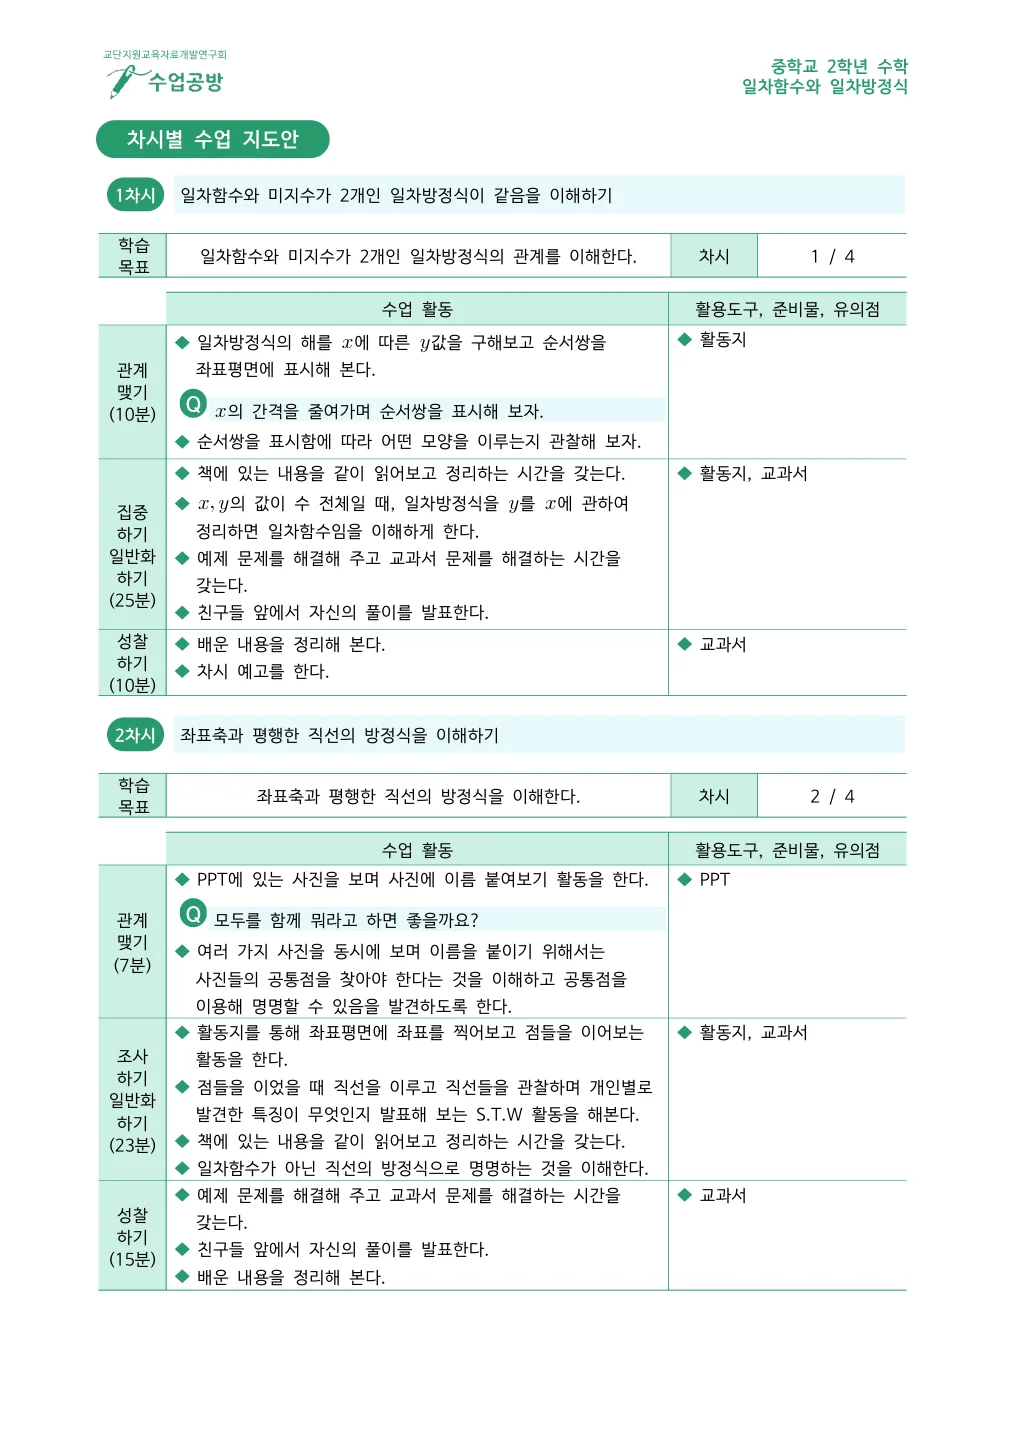 교단지원교육자료개발연구회
수업공방
중학교 2학년 수학
일차함수와 일차방정식
차시별 수업 지도안
1차시 일차함수와 미지수가 2개인 일차방정식이 같음을 이해하기
학습
목표
일차함수와 미지수가 2개인 일차방정식의 관계를 이해한다.
차시
1 / 4
수업 활동
활용도구, 준비물, 유의점
관계
맺기
(10분)
◆ 일차방정식의 해를 x에 따른 y값을 구해보고 순서쌍을
좌표평면에 표시해 본다.
Q x의 간격을 줄여가며 순서쌍을 표시해 보자.
◆ 순서쌍을 표시함에 따라 어떤 모양을 이루는지 관찰해 보자.
◆ 활동지
집중
하기
일반화
하기
(25분)
◆ 책에 있는 내용을 같이 읽어보고 정리하는 시간을 갖는다.
◆ x, y의 값이 수 전체일 때, 일차방정식을 y를 x에 관하여
정리하면 일차함수임을 이해하게 한다.
◆ 예제 문제를 해결해 주고 교과서 문제를 해결하는 시간을
갖는다.
◆ 친구들 앞에서 자신의 풀이를 발표한다.
◆ 활동지, 교과서
성찰
하기
(10분)
◆ 배운 내용을 정리해 본다.
◆ 차시 예고를 한다.
◆ 교과서
2차시 좌표축과 평행한 직선의 방정식을 이해하기
학습
목표
좌표축과 평행한 직선의 방정식을 이해한다.
차시
2 / 4
수업 활동
활용도구, 준비물, 유의점
관계
맺기
(7분)
◆ PPT에 있는 사진을 보며 사진에 이름 붙여보기 활동을 한다.
Q 모두를 함께 뭐라고 하면 좋을까요?
◆ 여러 가지 사진을 동시에 보며 이름을 붙이기 위해서는
사진들의 공통점을 찾아야 한다는 것을 이해하고 공통점을
이용해 명명할 수 있음을 발견하도록 한다.
◆ PPT
조사
하기
일반화
하기
(23분)
◆ 활동지를 통해 좌표평면에 좌표를 찍어보고 점들을 이어보는
활동을 한다.
◆ 점들을 이었을 때 직선을 이루고 직선들을 관찰하며 개인별로
발견한 특징이 무엇인지 발표해 보는 S.T.W 활동을 해본다.
◆ 책에 있는 내용을 같이 읽어보고 정리하는 시간을 갖는다.
◆ 일차함수가 아닌 직선의 방정식으로 명명하는 것을 이해한다.
◆ 활동지, 교과서
성찰
하기
(15분)
◆ 예제 문제를 해결해 주고 교과서 문제를 해결하는 시간을
갖는다.
◆ 친구들 앞에서 자신의 풀이를 발표한다.
◆ 배운 내용을 정리해 본다.
◆ 교과서